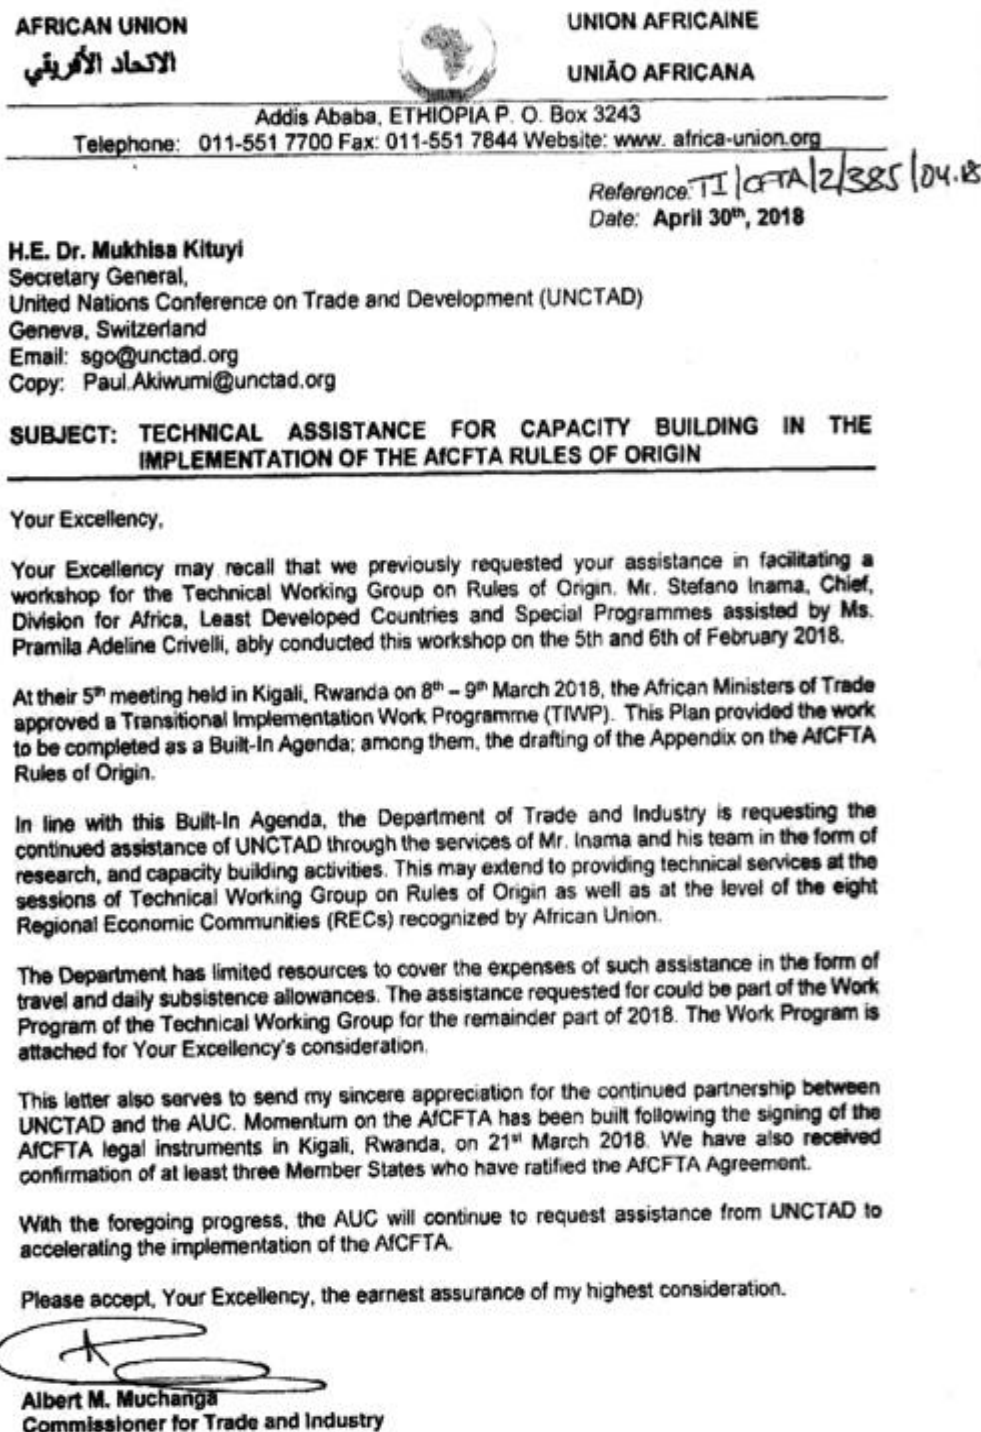 AFRICAN UNION
الاتحاد الأفريقي
UNION AFRICAINE
UNIÃO AFRICANA
Addis Ababa, ETHIOPIA P. O. Box 3243
Telephone: 011-551 7700 Fax: 011-551 7844 Website: www. africa-union.org
Reference: TI/CFTA/2/385/04.18
Date: April 30th, 2018
H.E. Dr. Mukhisa Kituyi
Secretary General,
United Nations Conference on Trade and Development (UNCTAD)
Geneva, Switzerland
Email: sgo@unctad.org
Copy: Paul.Akiwumi@unctad.org
SUBJECT: TECHNICAL ASSISTANCE FOR CAPACITY BUILDING IN THE
IMPLEMENTATION OF THE AfCFTA RULES OF ORIGIN
Your Excellency,
Your Excellency may recall that we previously requested your assistance in facilitating a
workshop for the Technical Working Group on Rules of Origin. Mr. Stefano Inama, Chief,
Division for Africa, Least Developed Countries and Special Programmes assisted by Ms.
Pramila Adeline Crivelli, ably conducted this workshop on the 5th and 6th of February 2018.
At their 5th meeting held in Kigali, Rwanda on 8th – 9th March 2018, the African Ministers of Trade
approved a Transitional Implementation Work Programme (TIWP). This Plan provided the work
to be completed as a Built-In Agenda; among them, the drafting of the Appendix on the AfCFTA
Rules of Origin.
In line with this Built-In Agenda, the Department of Trade and Industry is requesting the
continued assistance of UNCTAD through the services of Mr. Inama and his team in the form of
research, and capacity building activities. This may extend to providing technical services at the
sessions of Technical Working Group on Rules of Origin as well as at the level of the eight
Regional Economic Communities (RECs) recognized by African Union.
The Department has limited resources to cover the expenses of such assistance in the form of
travel and daily subsistence allowances. The assistance requested for could be part of the Work
Program of the Technical Working Group for the remainder part of 2018. The Work Program is
attached for Your Excellency's consideration.
This letter also serves to send my sincere appreciation for the continued partnership between
UNCTAD and the AUC. Momentum on the AfCFTA has been built following the signing of the
AfCFTA legal instruments in Kigali, Rwanda, on 21st March 2018. We have also received
confirmation of at least three Member States who have ratified the AfCFTA Agreement.
With the foregoing progress, the AUC will continue to request assistance from UNCTAD to
accelerating the implementation of the AfCFTA.
Please accept, Your Excellency, the earnest assurance of my highest consideration.
Albert M. Muchanga
Commissioner for Trade and Industry